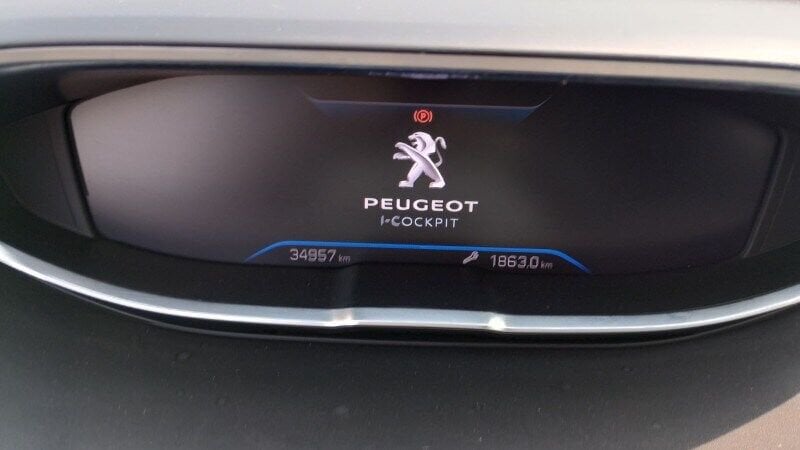 (P)
PEUGEOT
i-COCKPIT
34957 km
1863.0 km